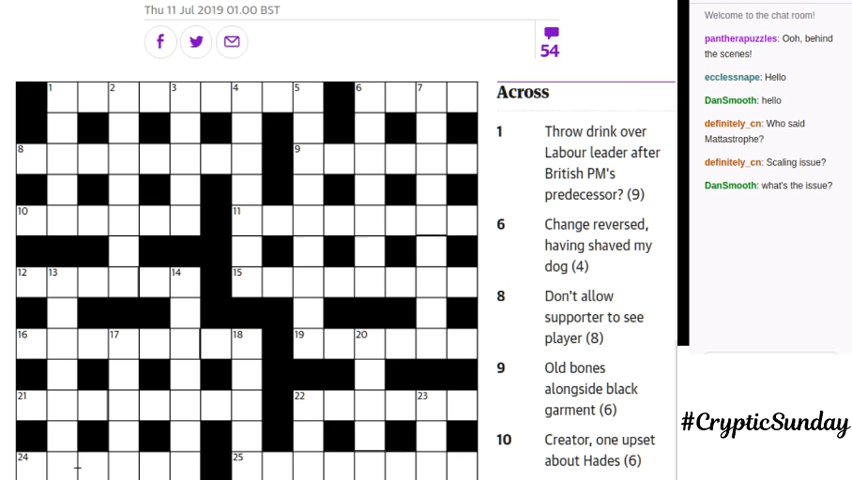 Thu 11 Jul 2019 01.00 BST
54
1 2 3 4 5 6 7
8 9
10 11
12 13 14 15
16 17 18 19 20
21 22 23
24 25
Across
1 Throw drink over
Labour leader after
British PM's
predecessor? (9)
6 Change reversed,
having shaved my
dog (4)
8 Don't allow
supporter to see
player (8)
9 Old bones
alongside black
garment (6)
10 Creator, one upset
about Hades (6)
Welcome to the chat room!
pantherapuzzles: Ooh, behind
the scenes!
ecclessnape: Hello
DanSmooth: hello
definitely_cn: Who said
Mattastrophe?
definitely_cn: Scaling issue?
DanSmooth: what's the issue?
#CrypticSunday